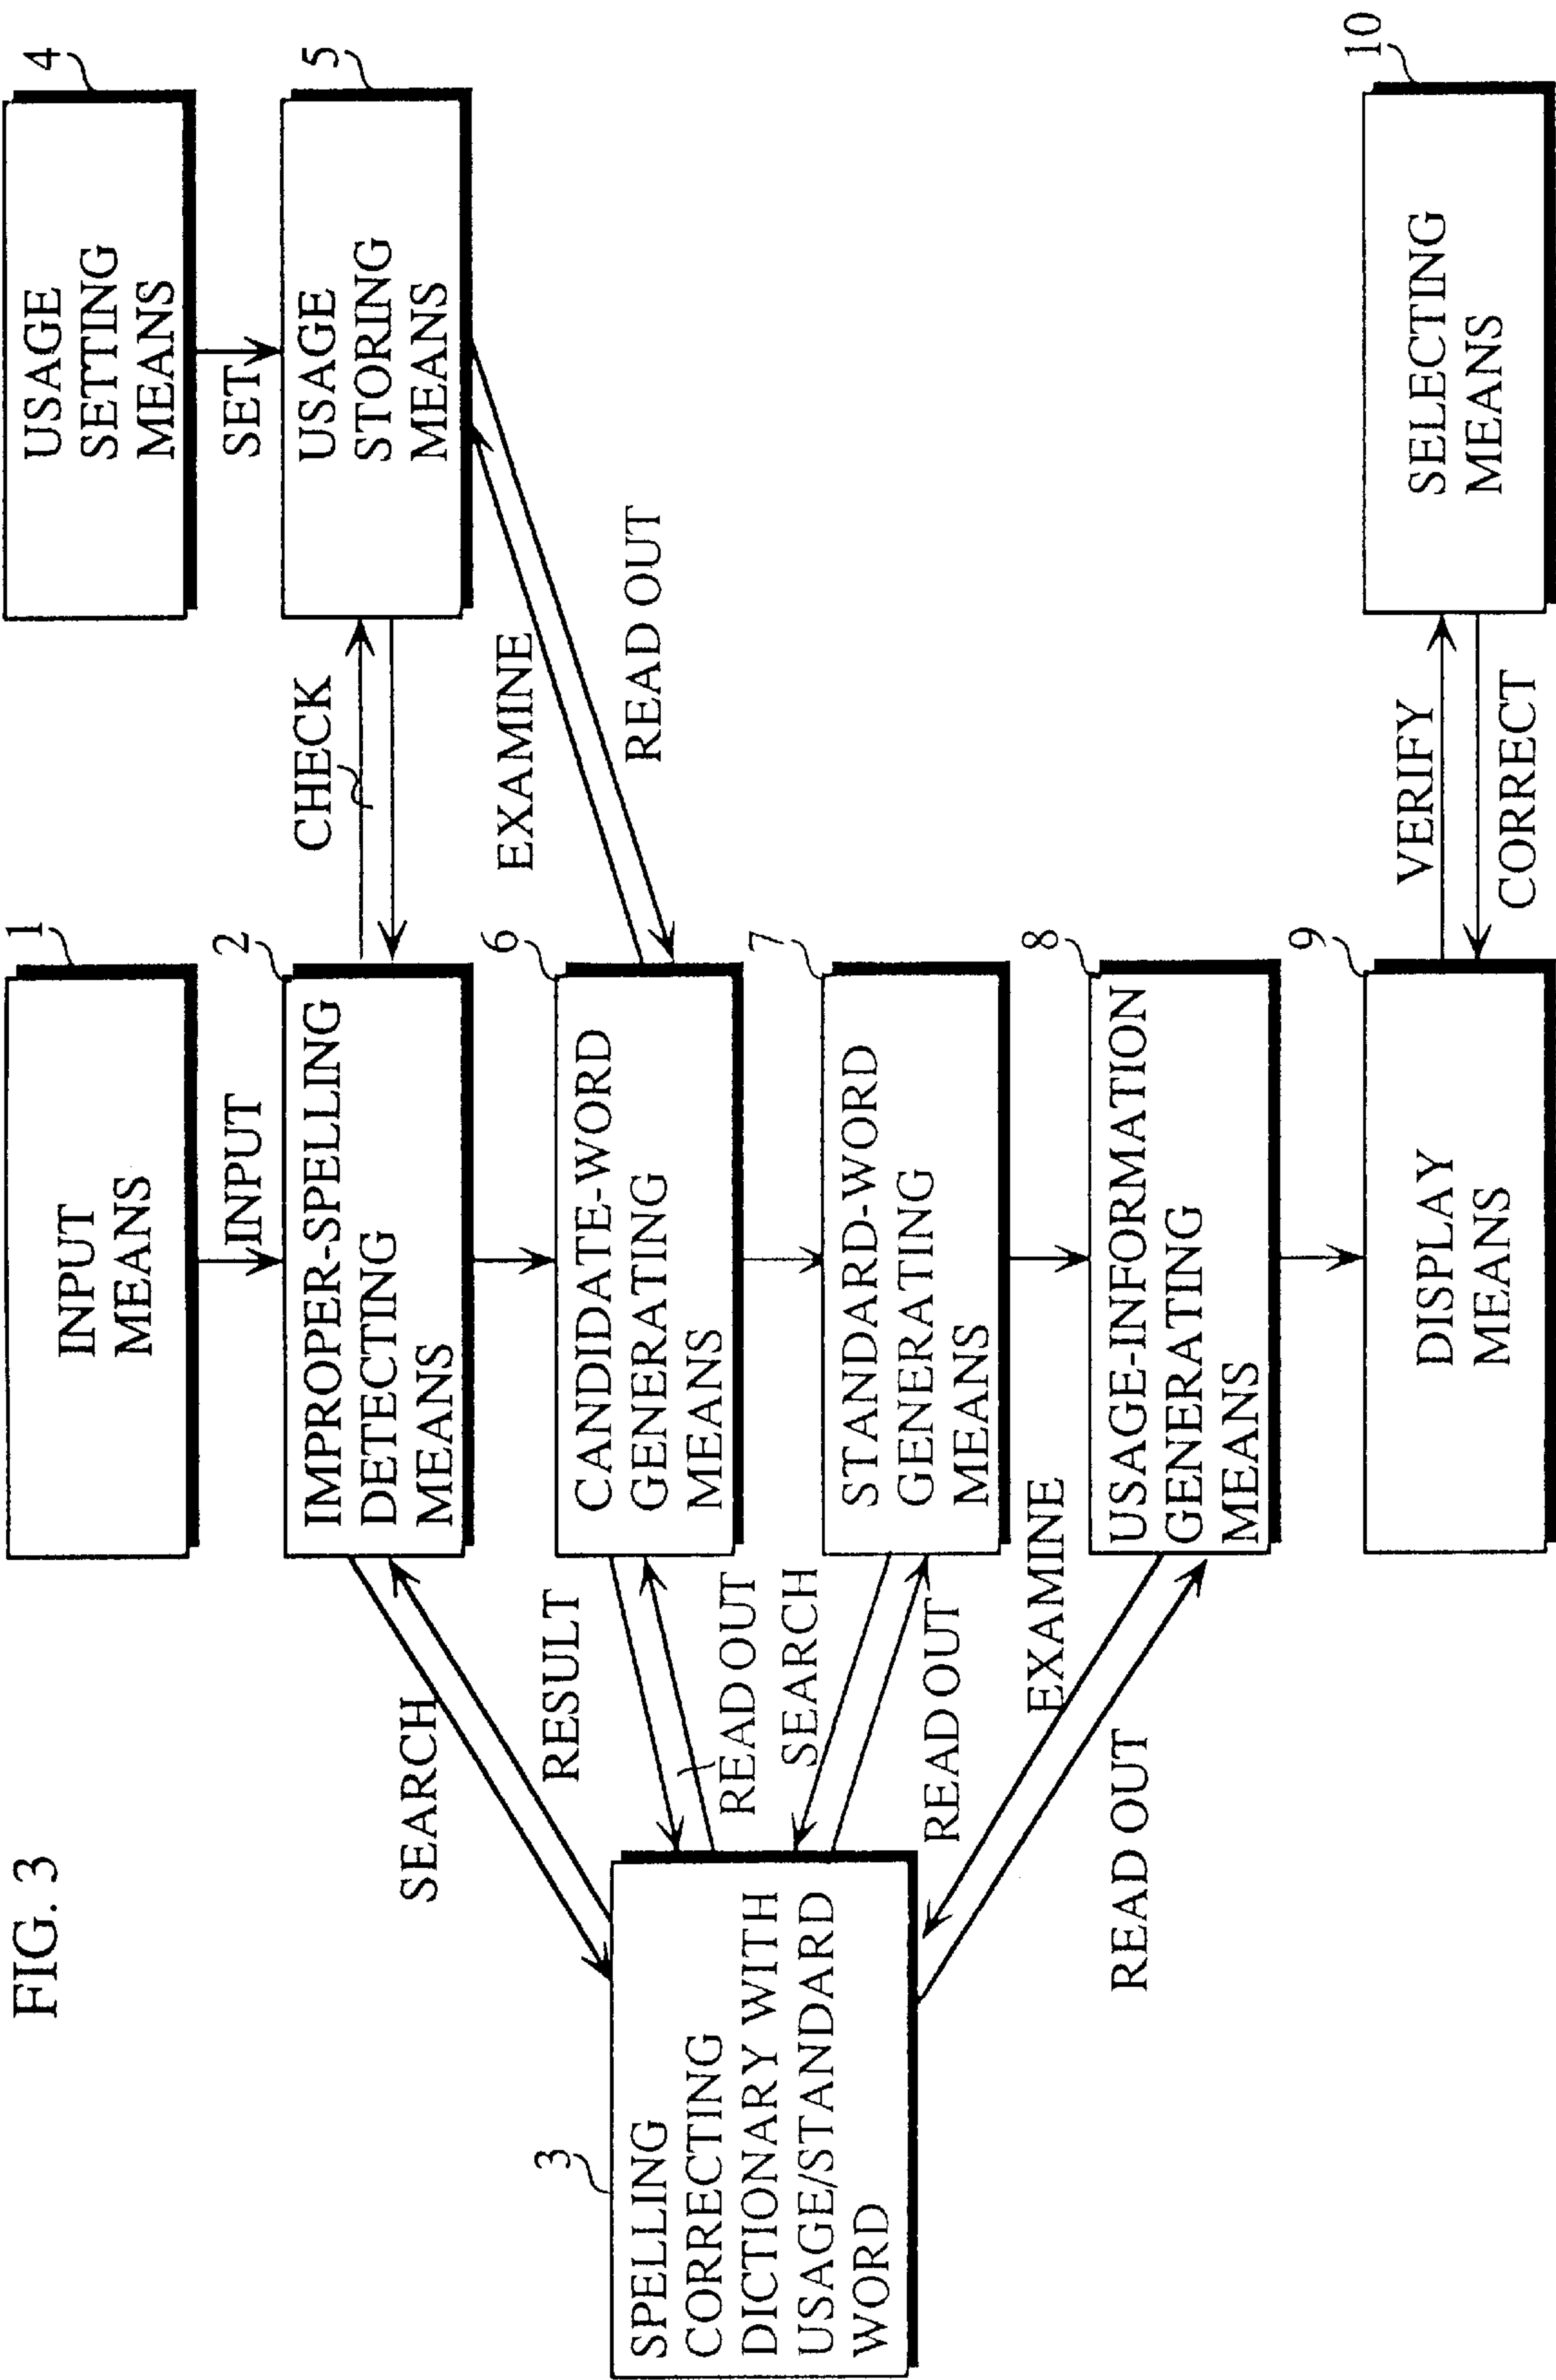 FIG. 3
1
INPUT
MEANS
4
USAGE
SETTING
MEANS
INPUT
SET
2
IMPROPER-SPELLING
DETECTING
MEANS
CHECK
5
USAGE
STORING
MEANS
SEARCH
RESULT
EXAMINE
READ OUT
3
SPELLING
CORRECTING
DICTIONARY WITH
USAGE/STANDARD
WORD
6
CANDIDATE-WORD
GENERATING
MEANS
READ OUT
SEARCH
7
STANDARD-WORD
GENERATING
MEANS
READ OUT
EXAMINE
8
USAGE-INFORMATION
GENERATING
MEANS
READ OUT
9
DISPLAY
MEANS
VERIFY
CORRECT
10
SELECTING
MEANS